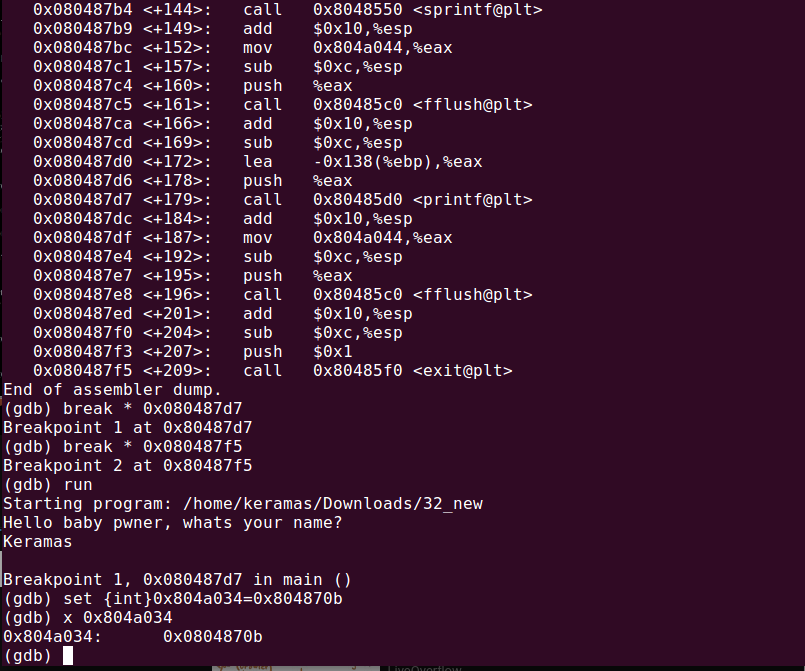 0x080487b4 <+144>: call 0x8048550 <sprintf@plt>
0x080487b9 <+149>: add $0x10,%esp
0x080487bc <+152>: mov 0x804a044,%eax
0x080487c1 <+157>: sub $0xc,%esp
0x080487c4 <+160>: push %eax
0x080487c5 <+161>: call 0x80485c0 <fflush@plt>
0x080487ca <+166>: add $0x10,%esp
0x080487cd <+169>: sub $0xc,%esp
0x080487d0 <+172>: lea -0x138(%ebp),%eax
0x080487d6 <+178>: push %eax
0x080487d7 <+179>: call 0x80485d0 <printf@plt>
0x080487dc <+184>: add $0x10,%esp
0x080487df <+187>: mov 0x804a044,%eax
0x080487e4 <+192>: sub $0xc,%esp
0x080487e7 <+195>: push %eax
0x080487e8 <+196>: call 0x80485c0 <fflush@plt>
0x080487ed <+201>: add $0x10,%esp
0x080487f0 <+204>: sub $0xc,%esp
0x080487f3 <+207>: push $0x1
0x080487f5 <+209>: call 0x80485f0 <exit@plt>
End of assembler dump.
(gdb) break * 0x080487d7
Breakpoint 1 at 0x80487d7
(gdb) break * 0x080487f5
Breakpoint 2 at 0x80487f5
(gdb) run
Starting program: /home/keramas/Downloads/32_new
Hello baby pwner, whats your name?
Keramas
Breakpoint 1, 0x080487d7 in main ()
(gdb) set {int}0x804a034=0x804870b
(gdb) x 0x804a034
0x804a034: 0x0804870b
(gdb)
LiveOverflow